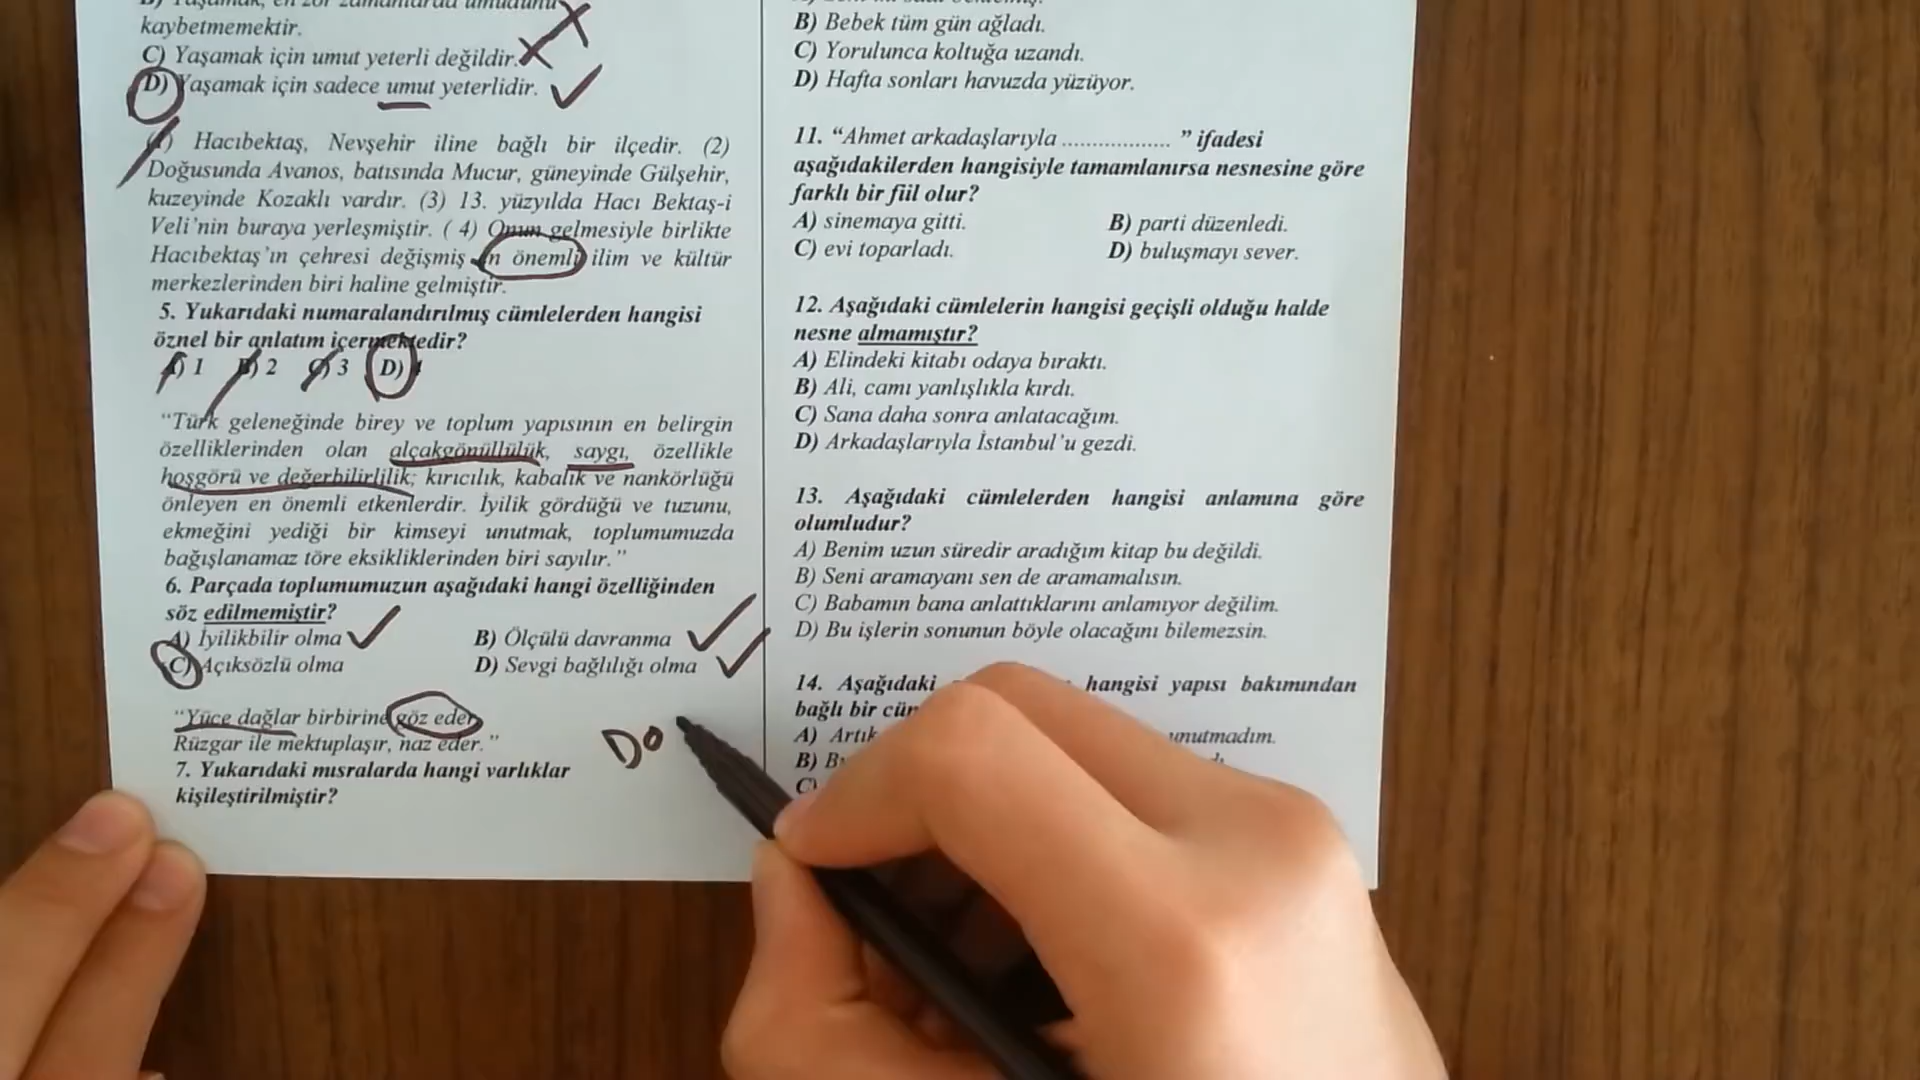 kaybetmemektir.
C) Yaşamak için umut yeterli değildir.
D) Yaşamak için sadece umut yeterlidir.
Hacıbektaş, Nevşehir iline bağlı bir ilçedir. (2)
Doğusunda Avanos, batısında Mucur, güneyinde Gülşehir,
kuzeyinde Kozaklı vardır. (3) 13. yüzyılda Hacı Bektaş-i
Veli’nin buraya yerleşmiştir. ( 4) Onun gelmesiyle birlikte
Hacıbektaş’ın çehresi değişmiş en önemli ilim ve kültür
merkezlerinden biri haline gelmiştir.
5. Yukarıdaki numaralandırılmış cümlelerden hangisi
öznel bir anlatım içermektedir?
A) 1 B) 2 C) 3 D) 4
“Türk geleneğinde birey ve toplum yapısının en belirgin
özelliklerinden olan alçakgönüllülük, saygı, özellikle
hoşgörü ve değerbilirlilik; kırıcılık, kabalık ve nankörlüğü
önleyen en önemli etkenlerdir. İyilik gördüğü ve tuzunu,
ekmeğini yediği bir kimseyi unutmak, toplumumuzda
bağışlanamaz töre eksikliklerinden biri sayılır.”
6. Parçada toplumumuzun aşağıdaki hangi özelliğinden
söz edilmemiştir?
A) İyilikbilir olma B) Ölçülü davranma
C) Açıksözlü olma D) Sevgi bağlılığı olma
“Yüce dağlar birbirine göz eder,
Rüzgar ile mektuplaşır, naz eder.”
Do
7. Yukarıdaki mısralarda hangi varlıklar
kişileştirilmiştir?
B) Bebek tüm gün ağladı.
C) Yorulunca koltuğa uzandı.
D) Hafta sonları havuzda yüzüyor.
11. “Ahmet arkadaşlarıyla .................. ” ifadesi
aşağıdakilerden hangisiyle tamamlanırsa nesnesine göre
farklı bir fiil olur?
A) sinemaya gitti. B) parti düzenledi.
C) evi toparladı. D) buluşmayı sever.
12. Aşağıdaki cümlelerin hangisi geçişli olduğu halde
nesne almamıştır?
A) Elindeki kitabı odaya bıraktı.
B) Ali, camı yanlışlıkla kırdı.
C) Sana daha sonra anlatacağım.
D) Arkadaşlarıyla İstanbul’u gezdi.
13. Aşağıdaki cümlelerden hangisi anlamına göre
olumludur?
A) Benim uzun süredir aradığım kitap bu değildi.
B) Seni aramayanı sen de aramamalısın.
C) Babamın bana anlattıklarını anlamıyor değilim.
D) Bu işlerin sonunun böyle olacağını bilemezsin.
14. Aşağıdaki hangisi yapısı bakımından
bağlı bir
A) Artık unutmadım.
B)
C)